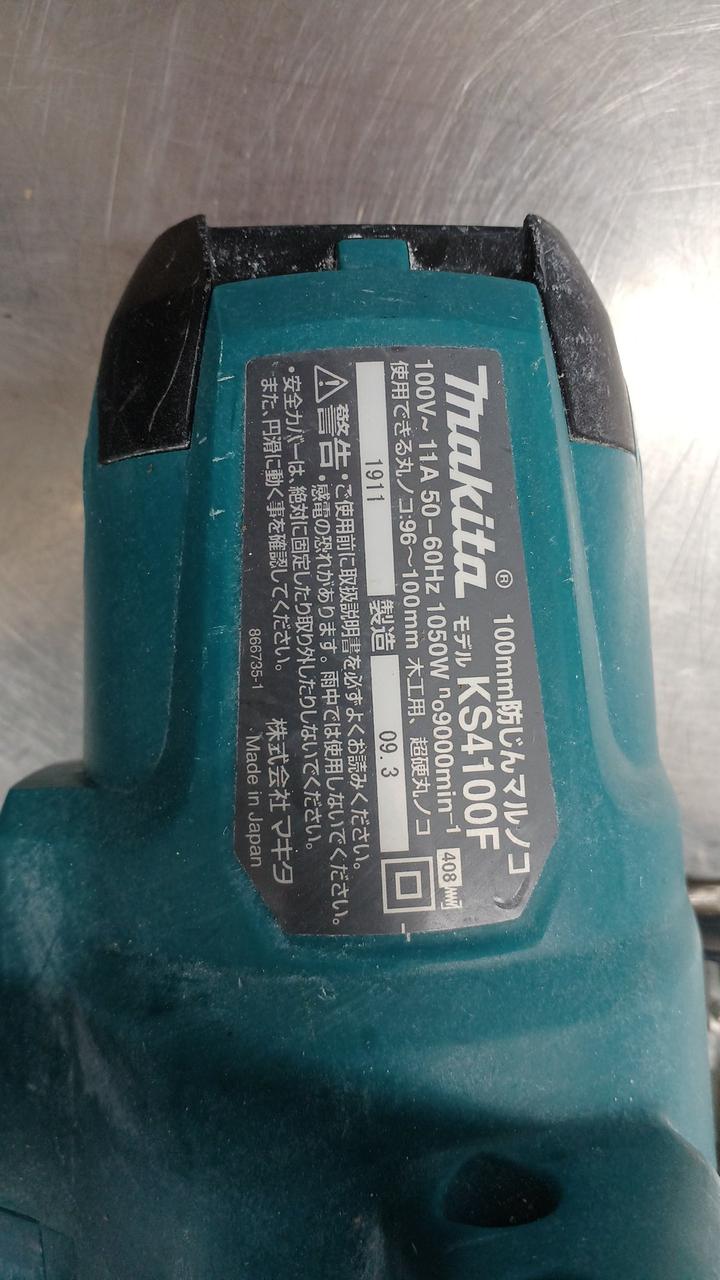 Makita® 100mm防じんマルノコ
モデル KS4100F
100V~ 11A 50-60Hz 1050W n₀9000min⁻¹
使用できる丸ノコ:96~100mm 木工用、超硬丸ノコ
408
1911 製造 09.3
⚠警告
・ご使用前に取扱説明書を必ずよくお読みください。
・感電の恐れがあります。雨中では使用しないでください。
・安全カバーは、絶対に固定したり取り外したりしないでください。
また、円滑に動く事を確認してください。
866735-1
株式会社 マキタ
Made in Japan